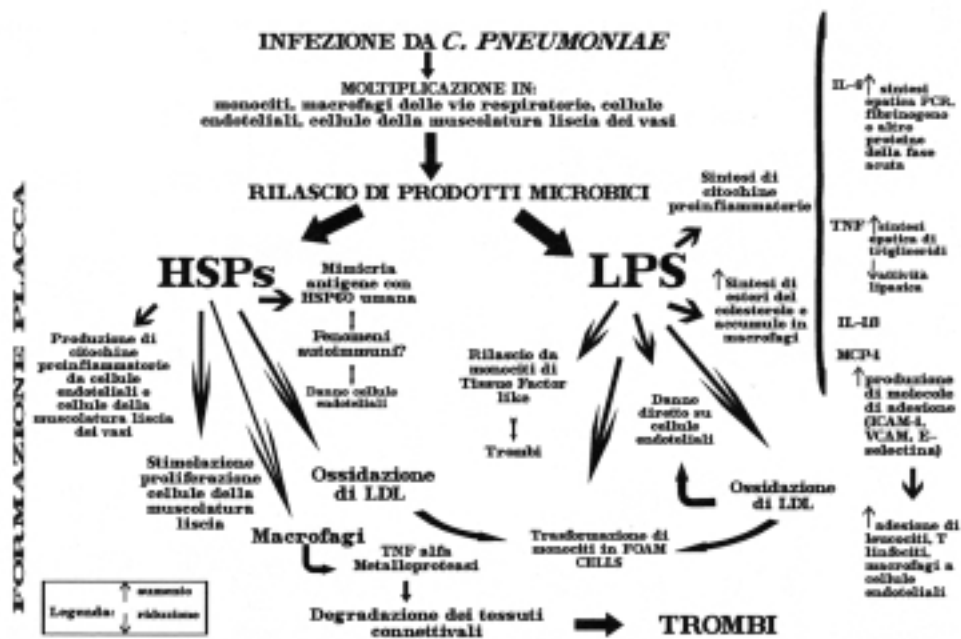 INFEZIONE DA C. PNEUMONIAE
MOLTIPLICAZIONE IN:
monociti, macrofagi delle vie respiratorie, cellule
endoteliali, cellule della muscolatura liscia dei vasi
RILASCIO DI PRODOTTI MICROBICI
HSPs
Mimicria
antigene con
HSP60 umana
Fenomeni
autoimmuni?
Danno cellule
endoteliali
Produzione di
citochine
proinfiammatorie
da cellule
endoteliali e
cellule della
muscolatura liscia
dei vasi
Stimolazione
proliferazione
cellule della
muscolatura
liscia
Macrofagi
TNF alfa
Metalloproteasi
Ossidazione
di LDL
Degradazione dei tessuti
connettivali
TROMBI
LPS
Sintesi di
citochine
proinfiammatorie
↑ Sintesi di
esteri del
colesterolo e
accumulo in
macrofagi
Rilascio da
monociti di
Tissue Factor
like
Trombi
Danno
diretto su
cellule
endoteliali
Ossidazione
di LDL
Trasformazione di
monociti in FOAM
CELLS
↑ sintesi
epatica PCR,
fibrinogeno
e altre
proteine
della fase
acuta
TNF ↑ sintesi
epatica di
trigliceridi
↓ attività
lipasica
MCP-1
↑ produzione
di molecole
di adesione
(ICAM-1,
VCAM, E-
selectina)
↑ adesione di
leucociti, T
linfociti,
macrofagi a
cellule
endoteliali
FORMAZIONE PLACCA
Legenda:
↑ aumento
↓ riduzione